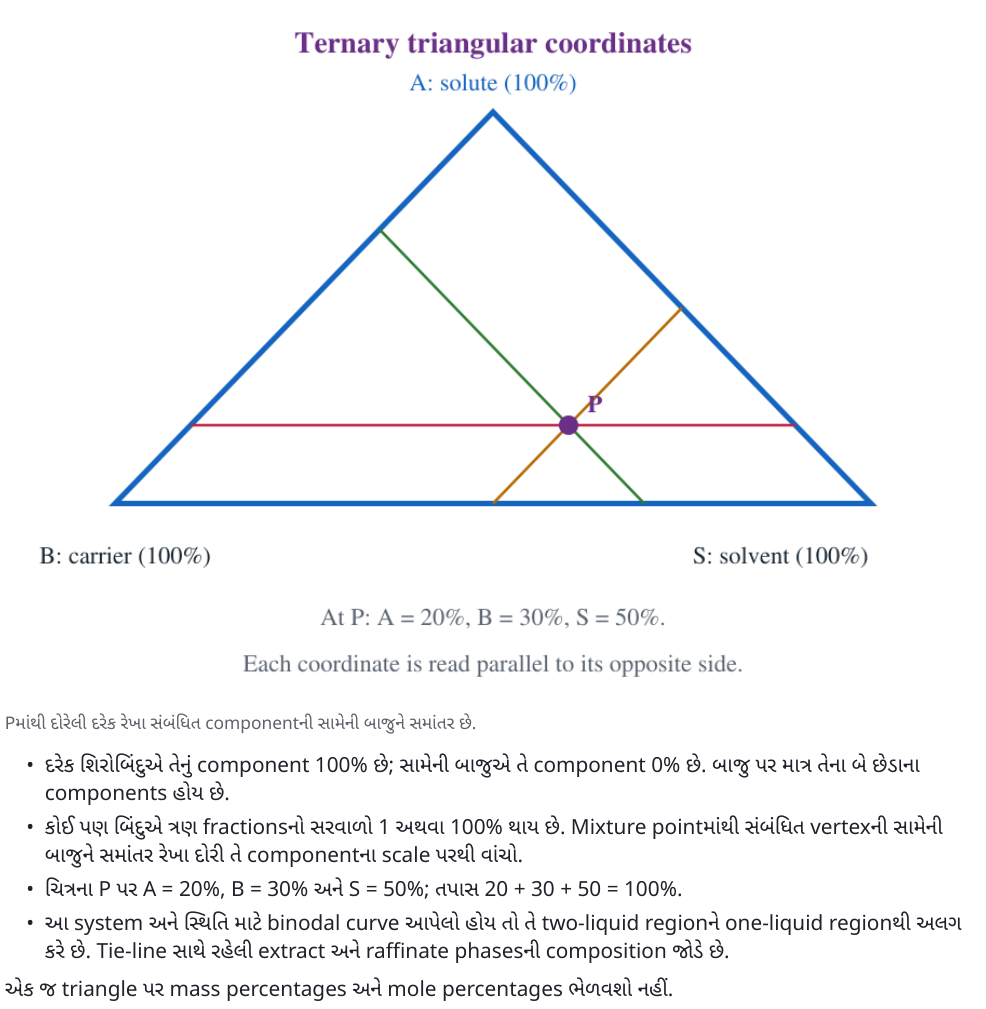 Ternary triangular coordinates
A: solute (100%)
P
B: carrier (100%)
S: solvent (100%)
At P: A = 20%, B = 30%, S = 50%.
Each coordinate is read parallel to its opposite side.
Pમાંથી દોરેલી દરેક રેખા સંબંધિત componentની સામેની બાજુને સમાંતર છે.
• દરેક શિરોબિંદુએ તેનું component 100% છે; સામેની બાજુએ તે component 0% છે. બાજુ પર માત્ર તેના બે છેડાના
components હોય છે.
• કોઈ પણ બિંદુએ ત્રણ fractionsનો સરવાળો 1 અથવા 100% થાય છે. Mixture pointમાંથી સંબંધિત vertexની સામેની
બાજુને સમાંતર રેખા દોરી તે componentના scale પરથી વાંચો.
• ચિત્રના P પર A = 20%, B = 30% અને S = 50%; તપાસ 20 + 30 + 50 = 100%.
• આ system અને સ્થિતિ માટે binodal curve આપેલો હોય તો તે two-liquid regionને one-liquid regionથી અલગ
કરે છે. Tie-line સાથે રહેલી extract અને raffinate phasesની composition જોડે છે.
એક જ triangle પર mass percentages અને mole percentages ભેળવશો નહીં.